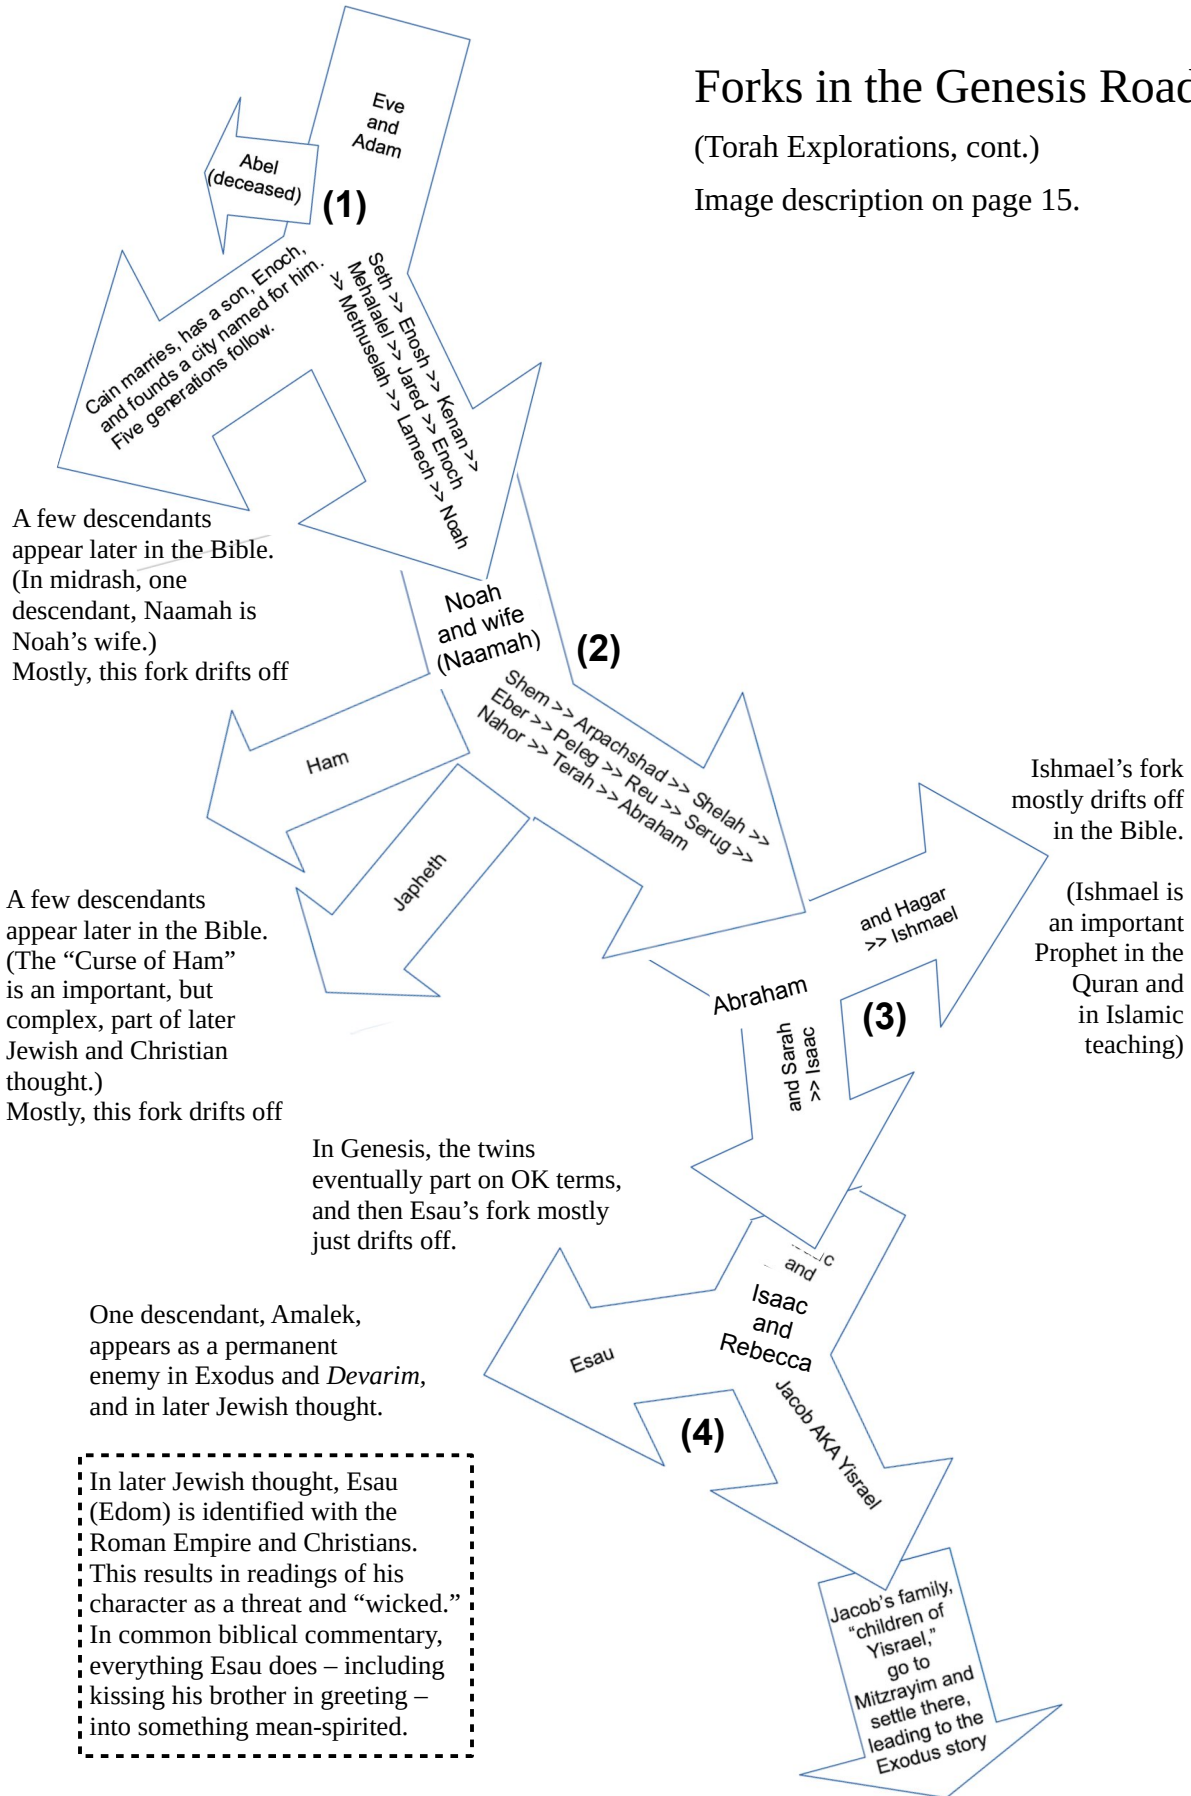 Forks in the Genesis Road
(Torah Explorations, cont.)
Image description on page 15.
Eve
and
Adam
Abel
(deceased)
(1)
Cain marries, has a son, Enoch,
and founds a city named for him.
Five generations follow.
Seth >> Enosh >> Kenan >>
Mehalalel >> Jared >> Enoch
>> Methuselah >> Lamech >> Noah
A few descendants
appear later in the Bible.
(In midrash, one
descendant, Naamah is
Noah’s wife.)
Mostly, this fork drifts off
Noah
and wife
(Naamah)
(2)
Shem >> Arpachshad >> Shelah >>
Eber >> Peleg >> Reu >> Serug >>
Nahor >> Terah >> Abraham
Ham
Japheth
A few descendants
appear later in the Bible.
(The “Curse of Ham”
is an important, but
complex, part of later
Jewish and Christian
thought.)
Mostly, this fork drifts off
Ishmael’s fork
mostly drifts off
in the Bible.
(Ishmael is
an important
Prophet in the
Quran and
in Islamic
teaching)
and Hagar
>> Ishmael
Abraham
(3)
and Sarah
>> Isaac
In Genesis, the twins
eventually part on OK terms,
and then Esau’s fork mostly
just drifts off.
and
Isaac
and
Rebecca
Esau
(4)
Jacob AKA Yisrael
One descendant, Amalek,
appears as a permanent
enemy in Exodus and Devarim,
and in later Jewish thought.
In later Jewish thought, Esau
(Edom) is identified with the
Roman Empire and Christians.
This results in readings of his
character as a threat and “wicked.”
In common biblical commentary,
everything Esau does – including
kissing his brother in greeting –
into something mean-spirited.
Jacob’s family,
“children of
Yisrael,”
go to
Mitzrayim and
settle there,
leading to the
Exodus story